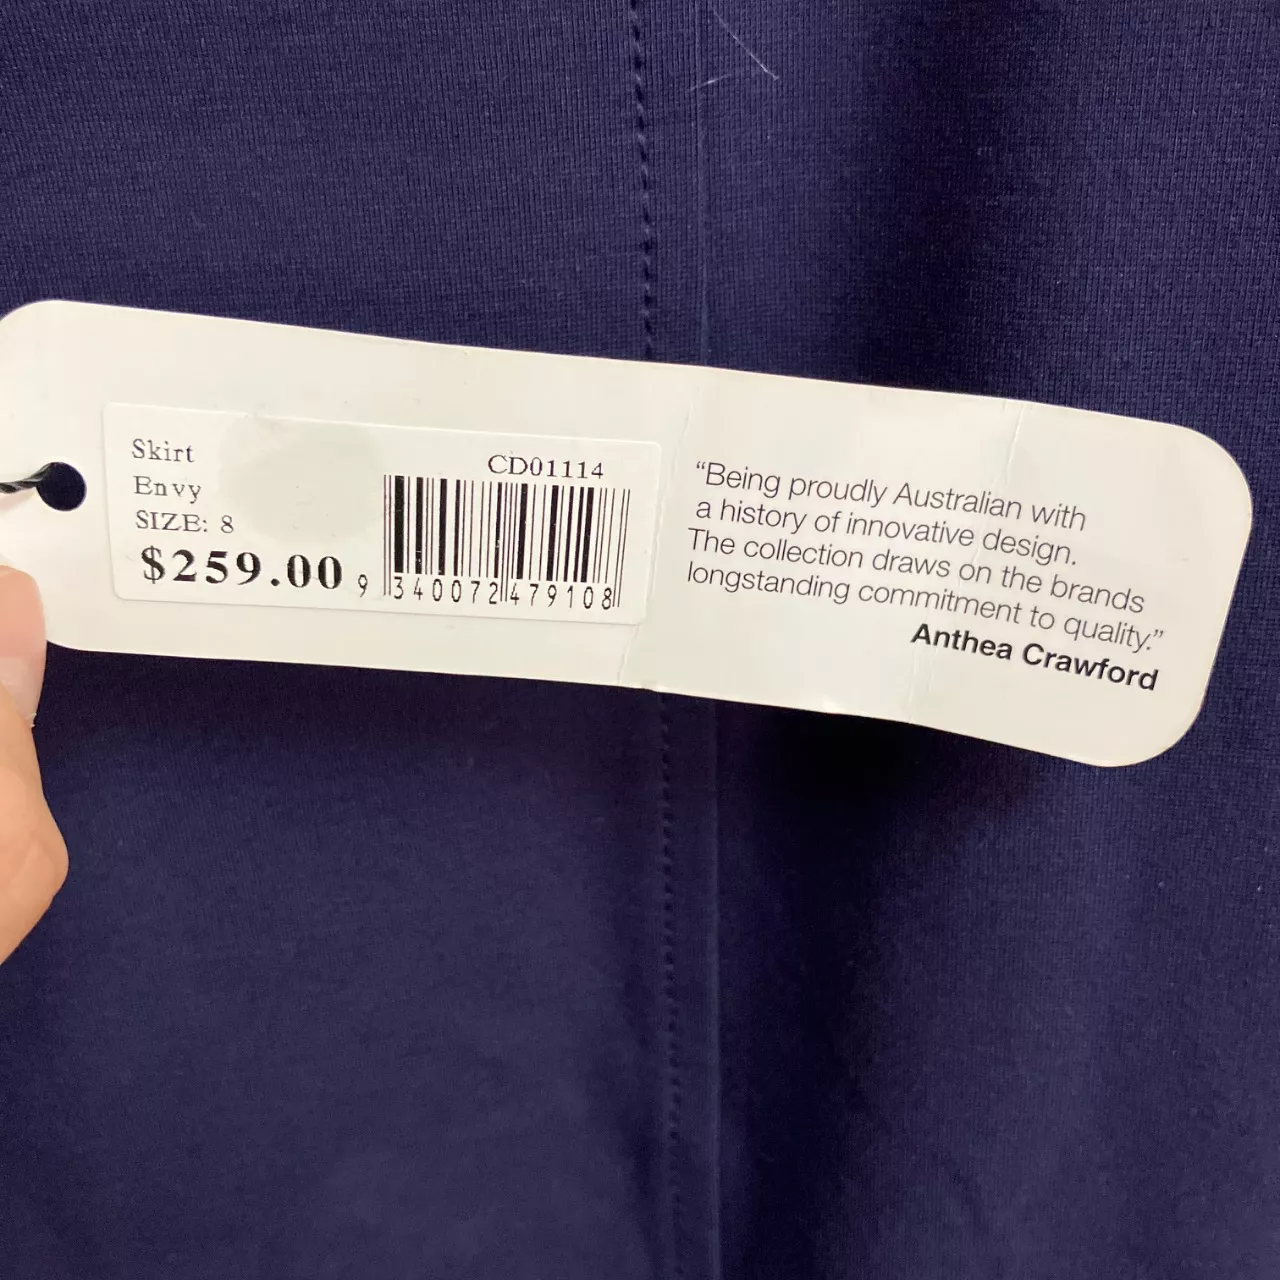 Skirt
Envy
SIZE: 8
$259.00
CD01114
9 340072 479108
“Being proudly Australian with
a history of innovative design.
The collection draws on the brands
longstanding commitment to quality.”
Anthea Crawford